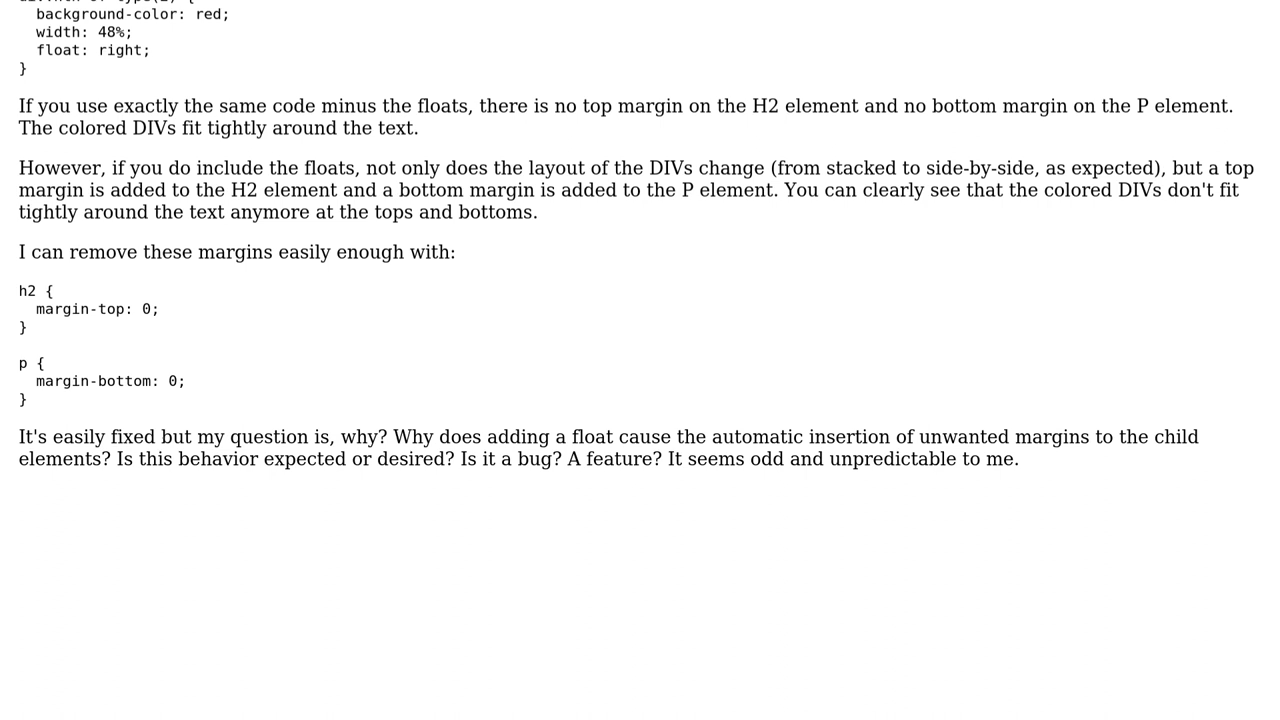 background-color: red;
width: 48%;
float: right;
}
If you use exactly the same code minus the floats, there is no top margin on the H2 element and no bottom margin on the P element.
The colored DIVs fit tightly around the text.
However, if you do include the floats, not only does the layout of the DIVs change (from stacked to side-by-side, as expected), but a top
margin is added to the H2 element and a bottom margin is added to the P element. You can clearly see that the colored DIVs don't fit
tightly around the text anymore at the tops and bottoms.
I can remove these margins easily enough with:
h2 {
margin-top: 0;
}
p {
margin-bottom: 0;
}
It's easily fixed but my question is, why? Why does adding a float cause the automatic insertion of unwanted margins to the child
elements? Is this behavior expected or desired? Is it a bug? A feature? It seems odd and unpredictable to me.